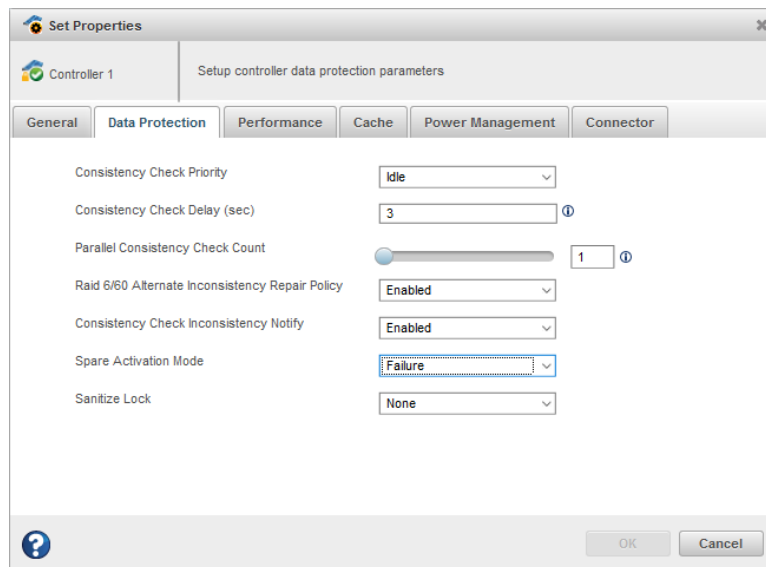 Set Properties
Controller 1
Setup controller data protection parameters
General Data Protection Performance Cache Power Management Connector
Consistency Check Priority Idle
Consistency Check Delay (sec) 3
Parallel Consistency Check Count 1
Raid 6/60 Alternate Inconsistency Repair Policy Enabled
Consistency Check Inconsistency Notify Enabled
Spare Activation Mode Failure
Sanitize Lock None
? OK Cancel